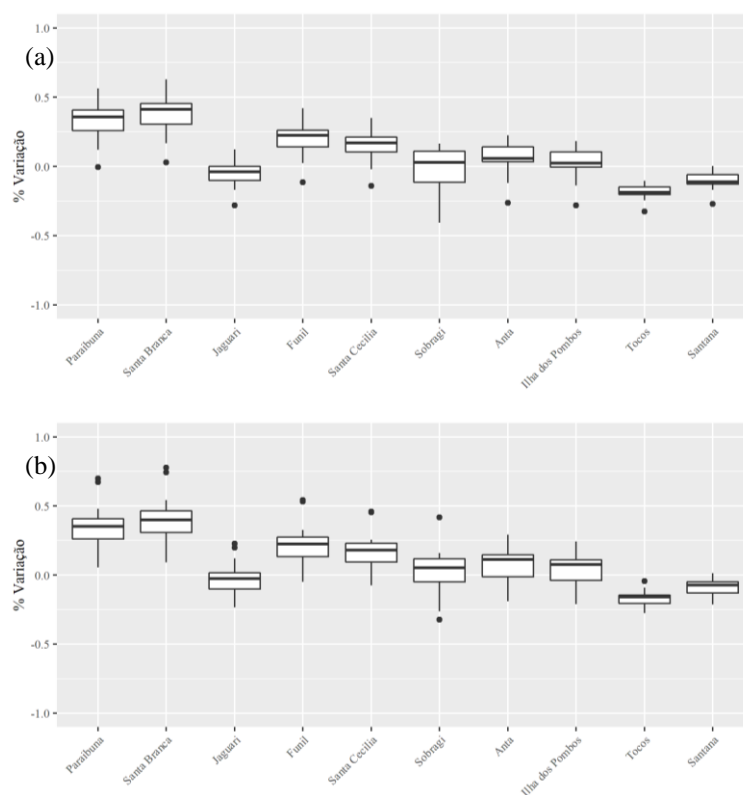 (a)
% Variação
1.0
0.5
0.0
-0.5
-1.0
Paraibuna
Santa Branca
Jaguari
Funil
Santa Cecilia
Sobragi
Anta
Ilha dos Pombos
Tocos
Santana
(b)
% Variação
1.0
0.5
0.0
-0.5
-1.0
Paraibuna
Santa Branca
Jaguari
Funil
Santa Cecilia
Sobragi
Anta
Ilha dos Pombos
Tocos
Santana